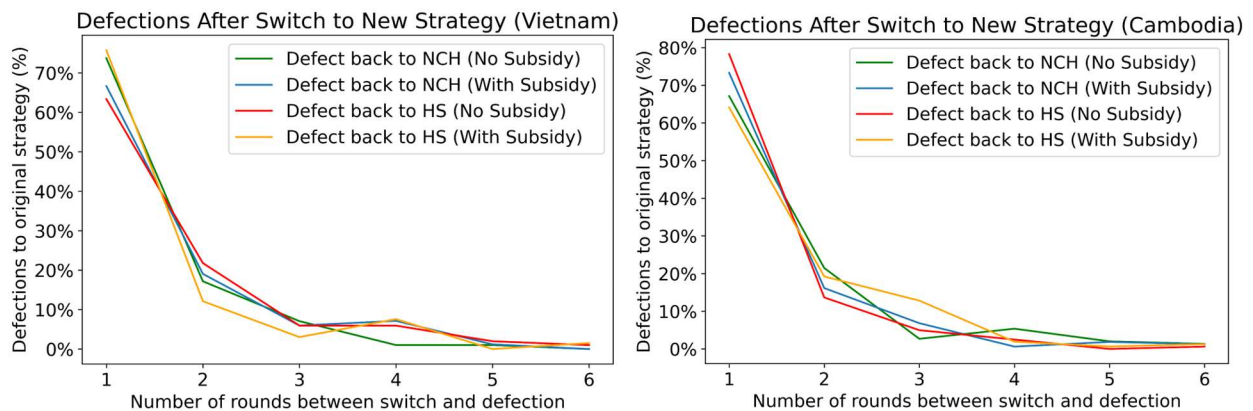 Defections After Switch to New Strategy (Vietnam)
Defections to original strategy (%)
70%
60%
50%
40%
30%
20%
10%
0%
Defect back to NCH (No Subsidy)
Defect back to NCH (With Subsidy)
Defect back to HS (No Subsidy)
Defect back to HS (With Subsidy)
1 2 3 4 5 6
Number of rounds between switch and defection
Defections After Switch to New Strategy (Cambodia)
Defections to original strategy (%)
80%
70%
60%
50%
40%
30%
20%
10%
0%
Defect back to NCH (No Subsidy)
Defect back to NCH (With Subsidy)
Defect back to HS (No Subsidy)
Defect back to HS (With Subsidy)
1 2 3 4 5 6
Number of rounds between switch and defection